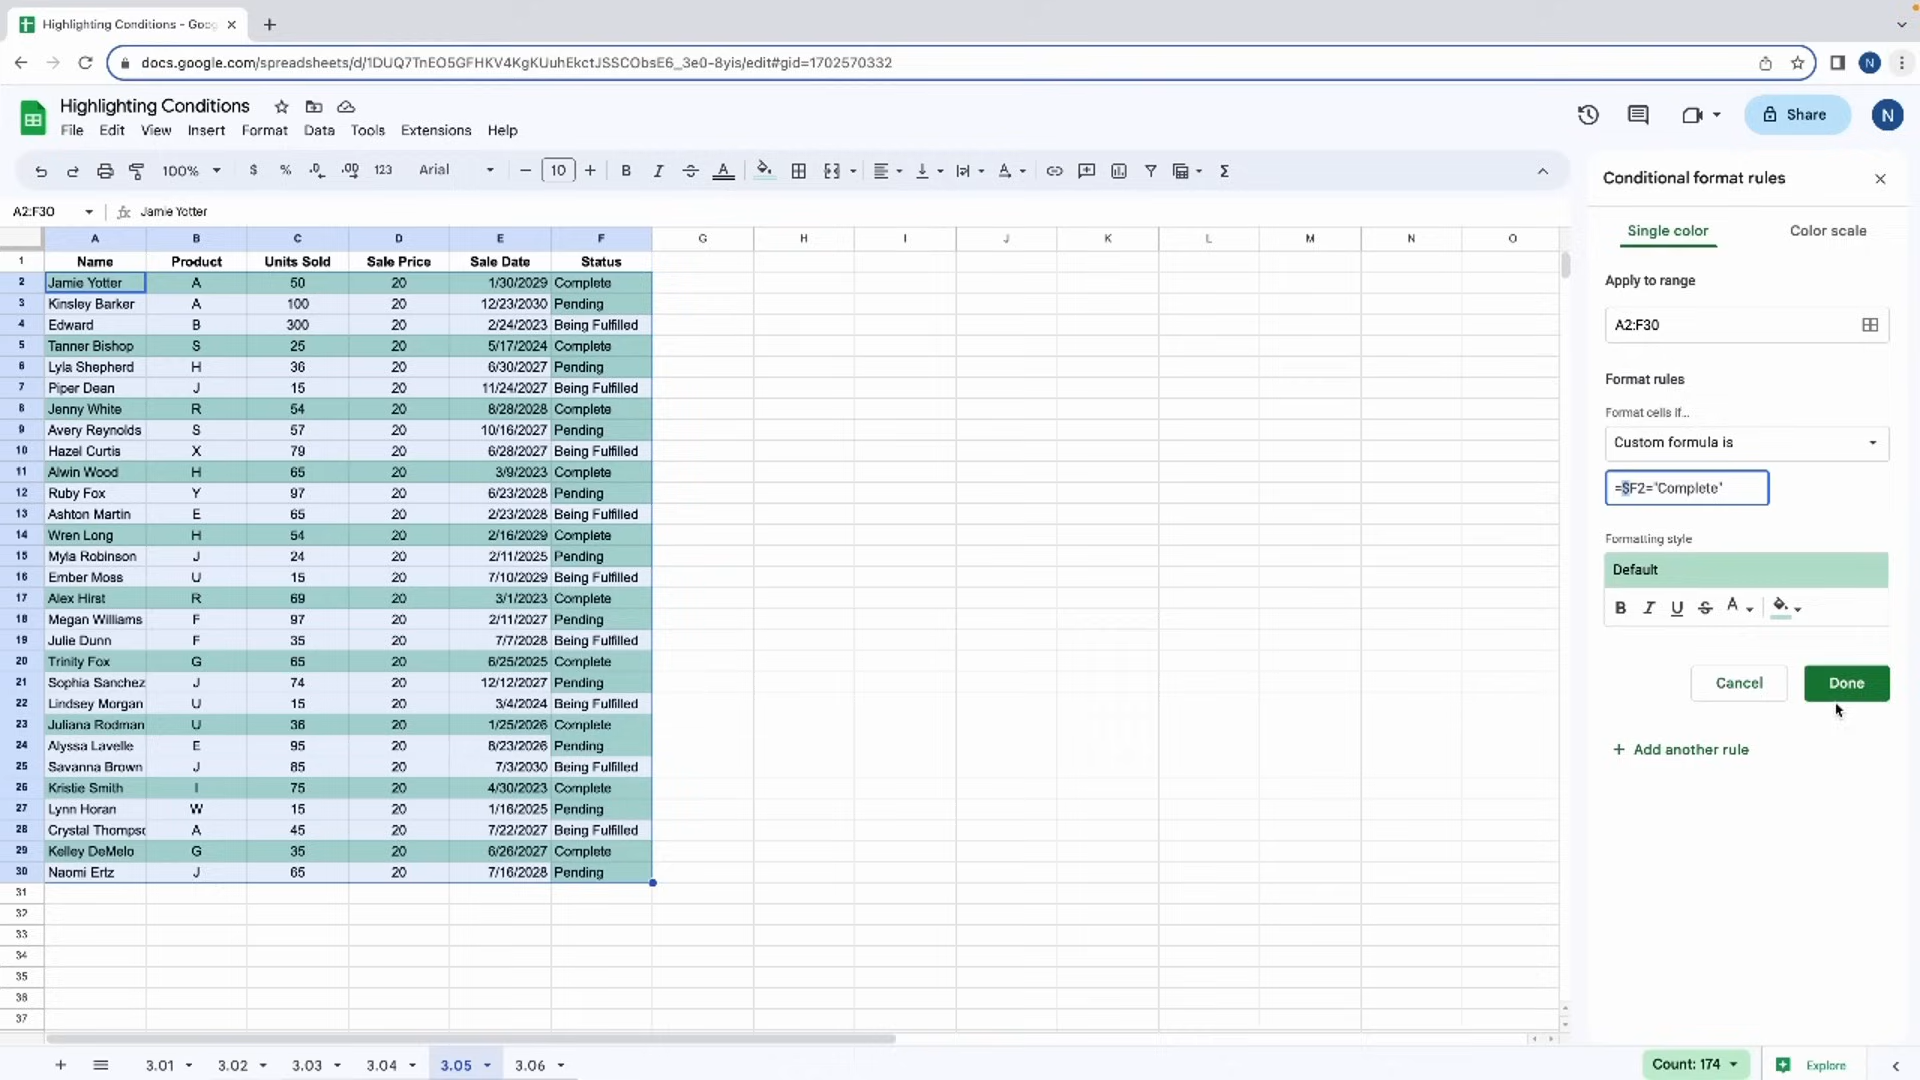 Highlighting Conditions - Goo
docs.google.com/spreadsheets/d/1DUQ7TnEO5GFHKV4KgKUuhEkctJSSCObsE6_3e0-8yis/edit#gid=1702570332
N
Highlighting Conditions
File Edit View Insert Format Data Tools Extensions Help
Share
N
100% $ % .0 .00 123 Arial 10 B I S A
A2:F30 fx Jamie Yotter
A B C D E F G H I J K L M N O
1 Name Product Units Sold Sale Price Sale Date Status
2 Jamie Yotter A 50 20 1/30/2029 Complete
3 Kinsley Barker A 100 20 12/23/2030 Pending
4 Edward B 300 20 2/24/2023 Being Fulfilled
5 Tanner Bishop S 25 20 5/17/2024 Complete
6 Lyla Shepherd H 36 20 6/30/2027 Pending
7 Piper Dean J 15 20 11/24/2027 Being Fulfilled
8 Jenny White R 54 20 8/28/2028 Complete
9 Avery Reynolds S 57 20 10/16/2027 Pending
10 Hazel Curtis X 79 20 6/28/2027 Being Fulfilled
11 Alwin Wood H 65 20 3/9/2023 Complete
12 Ruby Fox Y 97 20 6/23/2028 Pending
13 Ashton Martin E 65 20 2/23/2028 Being Fulfilled
14 Wren Long H 54 20 2/16/2029 Complete
15 Myla Robinson J 24 20 2/11/2025 Pending
16 Ember Moss U 15 20 7/10/2029 Being Fulfilled
17 Alex Hirst R 69 20 3/1/2023 Complete
18 Megan Williams F 97 20 2/11/2027 Pending
19 Julie Dunn F 35 20 7/7/2028 Being Fulfilled
20 Trinity Fox G 65 20 6/25/2025 Complete
21 Sophia Sanchez J 74 20 12/12/2027 Pending
22 Lindsey Morgan U 15 20 3/4/2024 Being Fulfilled
23 Juliana Rodman U 36 20 1/25/2026 Complete
24 Alyssa Lavelle E 95 20 8/23/2026 Pending
25 Savanna Brown J 85 20 7/3/2030 Being Fulfilled
26 Kristie Smith I 75 20 4/30/2023 Complete
27 Lynn Horan W 15 20 1/16/2025 Pending
28 Crystal Thompso A 45 20 7/22/2027 Being Fulfilled
29 Kelley DeMelo G 35 20 6/26/2027 Complete
30 Naomi Ertz J 65 20 7/16/2028 Pending
31
32
33
34
35
36
37
Conditional format rules
Single color Color scale
Apply to range
A2:F30
Format rules
Format cells if...
Custom formula is
=$F2="Complete"
Formatting style
Default
B I U S A
Cancel Done
+ Add another rule
+ 3.01 3.02 3.03 3.04 3.05 3.06
Count: 174 Explore